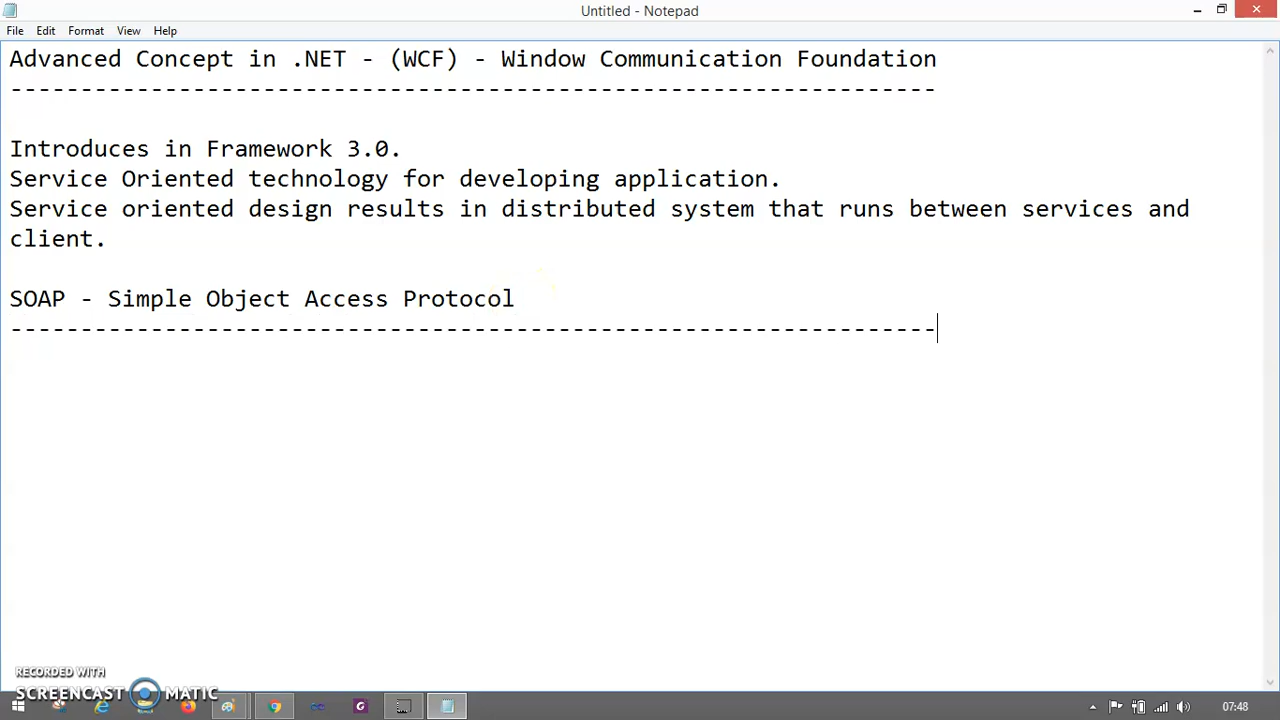 Untitled - Notepad
File Edit Format View Help
Advanced Concept in .NET - (WCF) - Window Communication Foundation
------------------------------------------------------------------
Introduces in Framework 3.0.
Service Oriented technology for developing application.
Service oriented design results in distributed system that runs between services and
client.
SOAP - Simple Object Access Protocol
------------------------------------------------------------------
RECORDED WITH
SCREENCAST MATIC
07:48